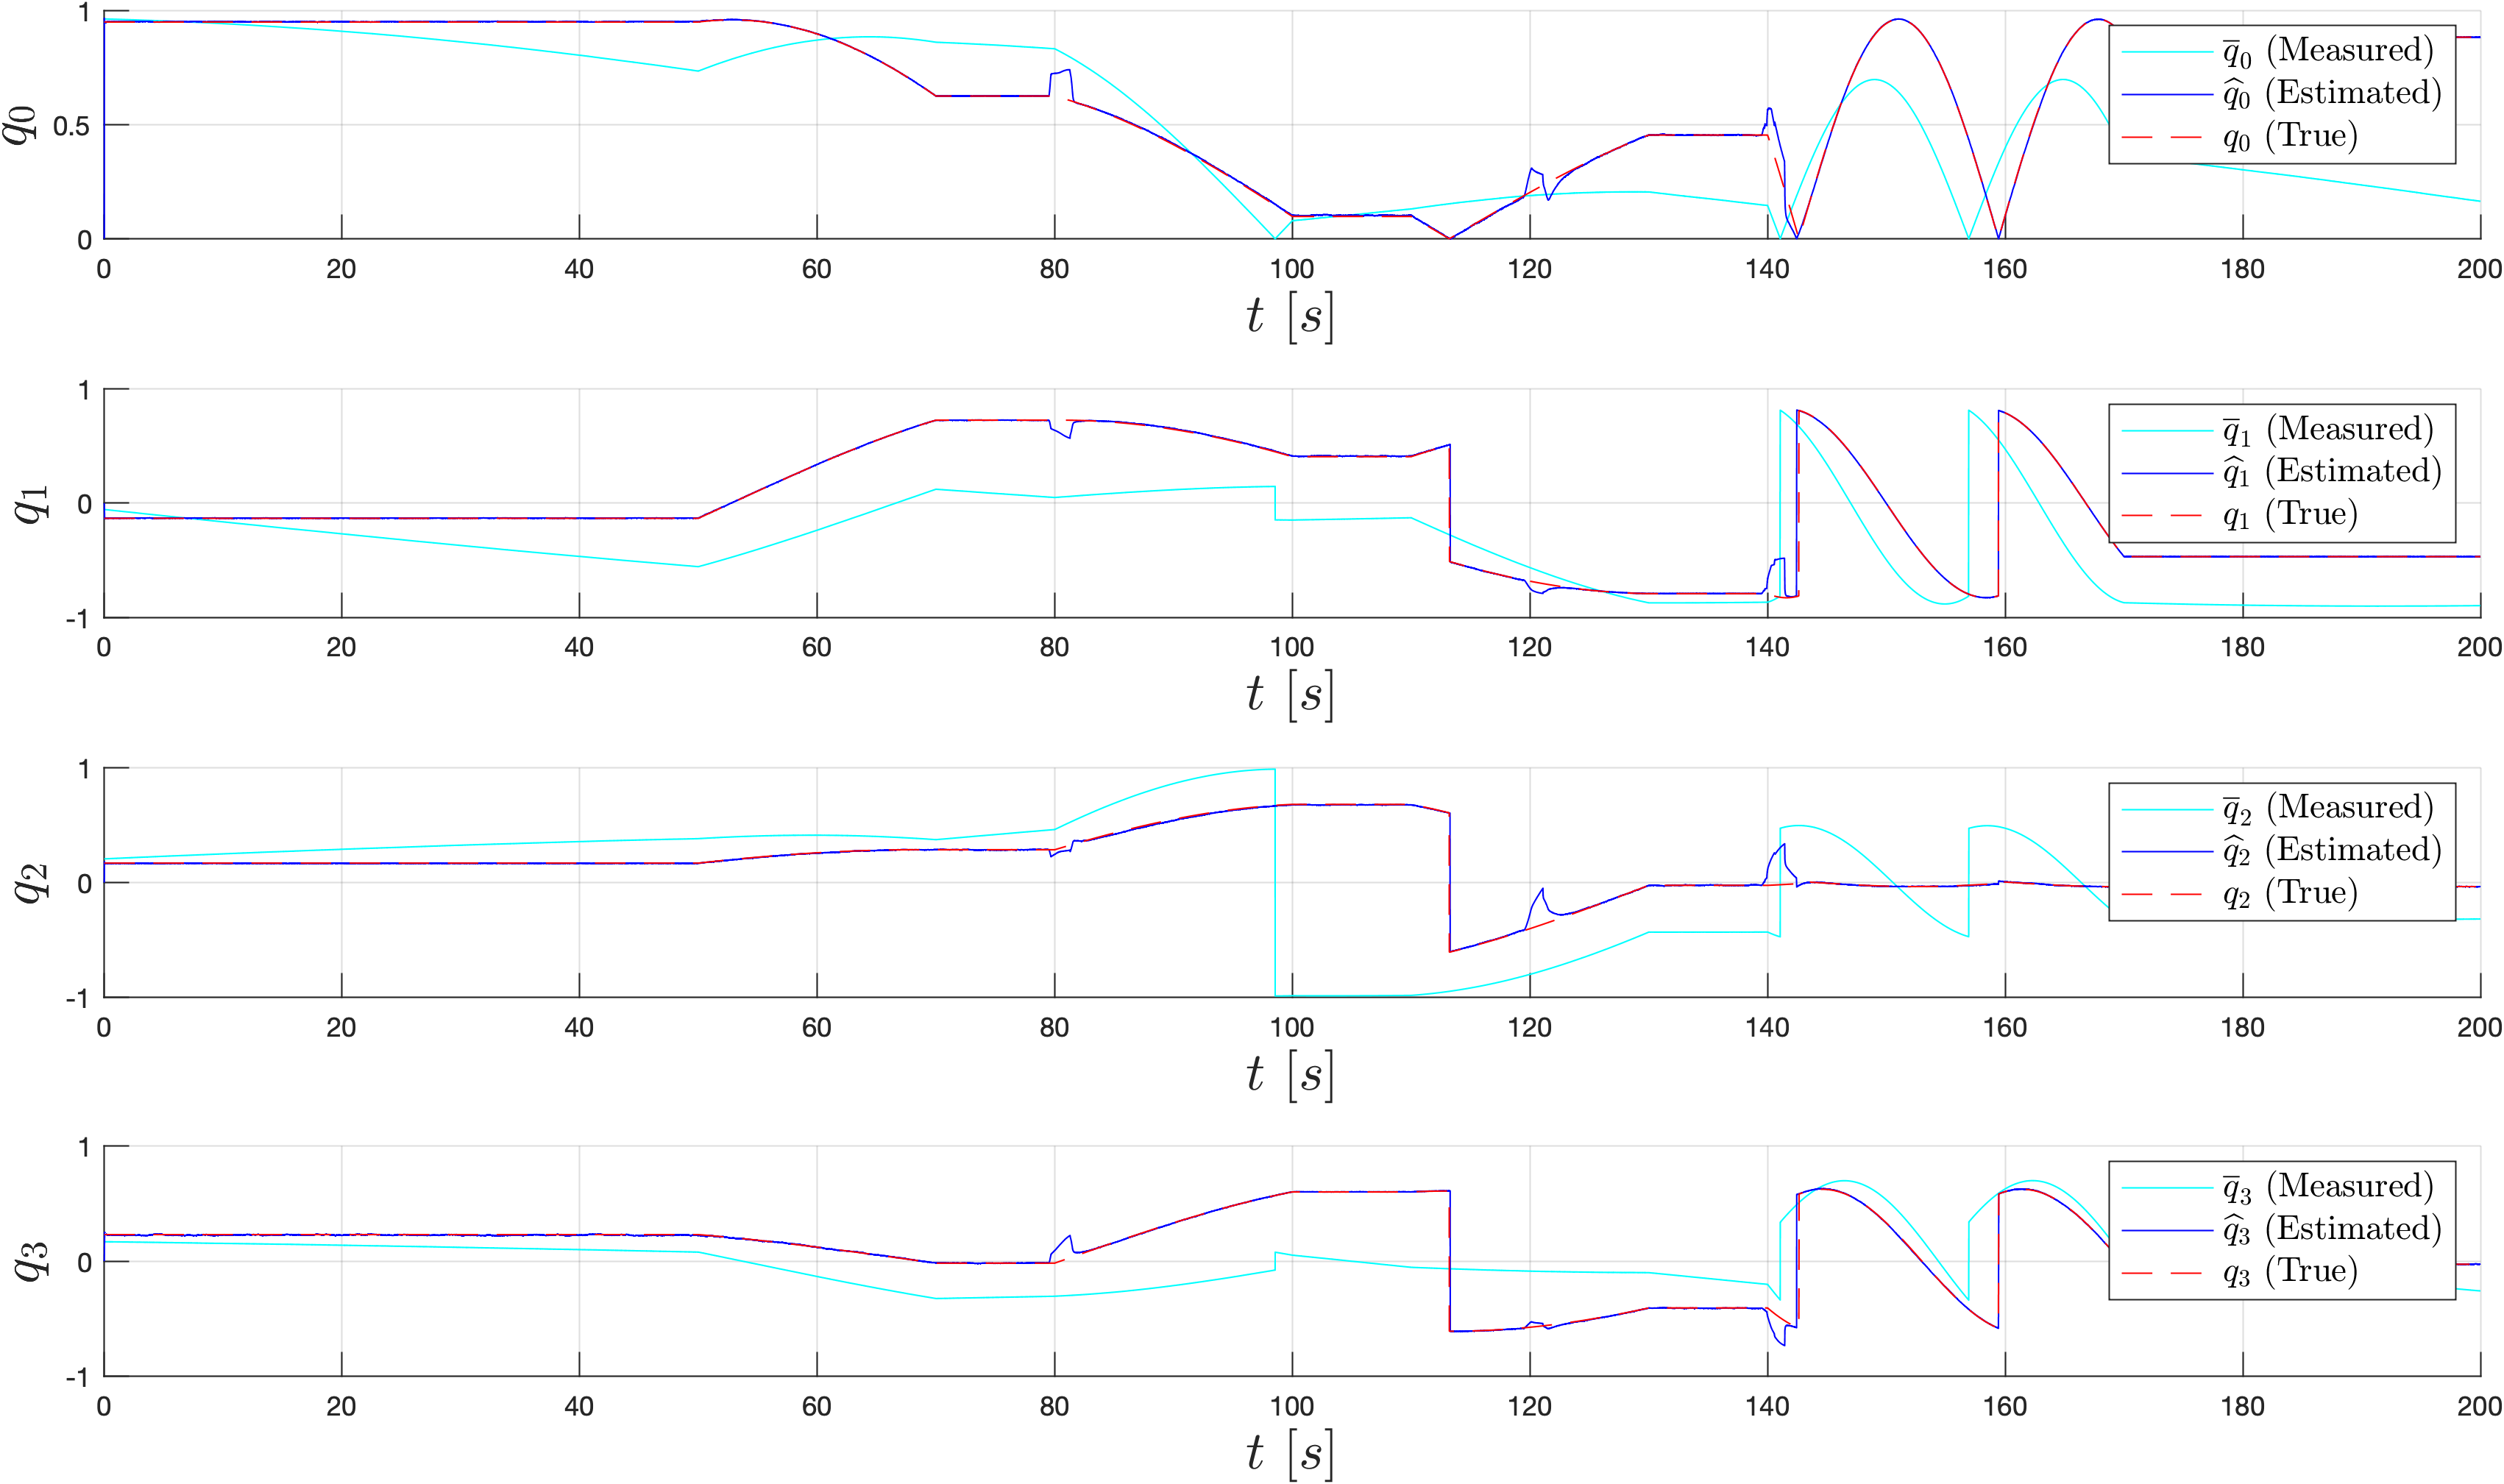 q0
1
0.5
0
q̅0 (Measured)
q̂0 (Estimated)
q0 (True)
0 20 40 60 80 100 120 140 160 180 200
t [s]
q1
1
0
-1
q̅1 (Measured)
q̂1 (Estimated)
q1 (True)
0 20 40 60 80 100 120 140 160 180 200
t [s]
q2
1
0
-1
q̅2 (Measured)
q̂2 (Estimated)
q2 (True)
0 20 40 60 80 100 120 140 160 180 200
t [s]
q3
1
0
-1
q̅3 (Measured)
q̂3 (Estimated)
q3 (True)
0 20 40 60 80 100 120 140 160 180 200
t [s]